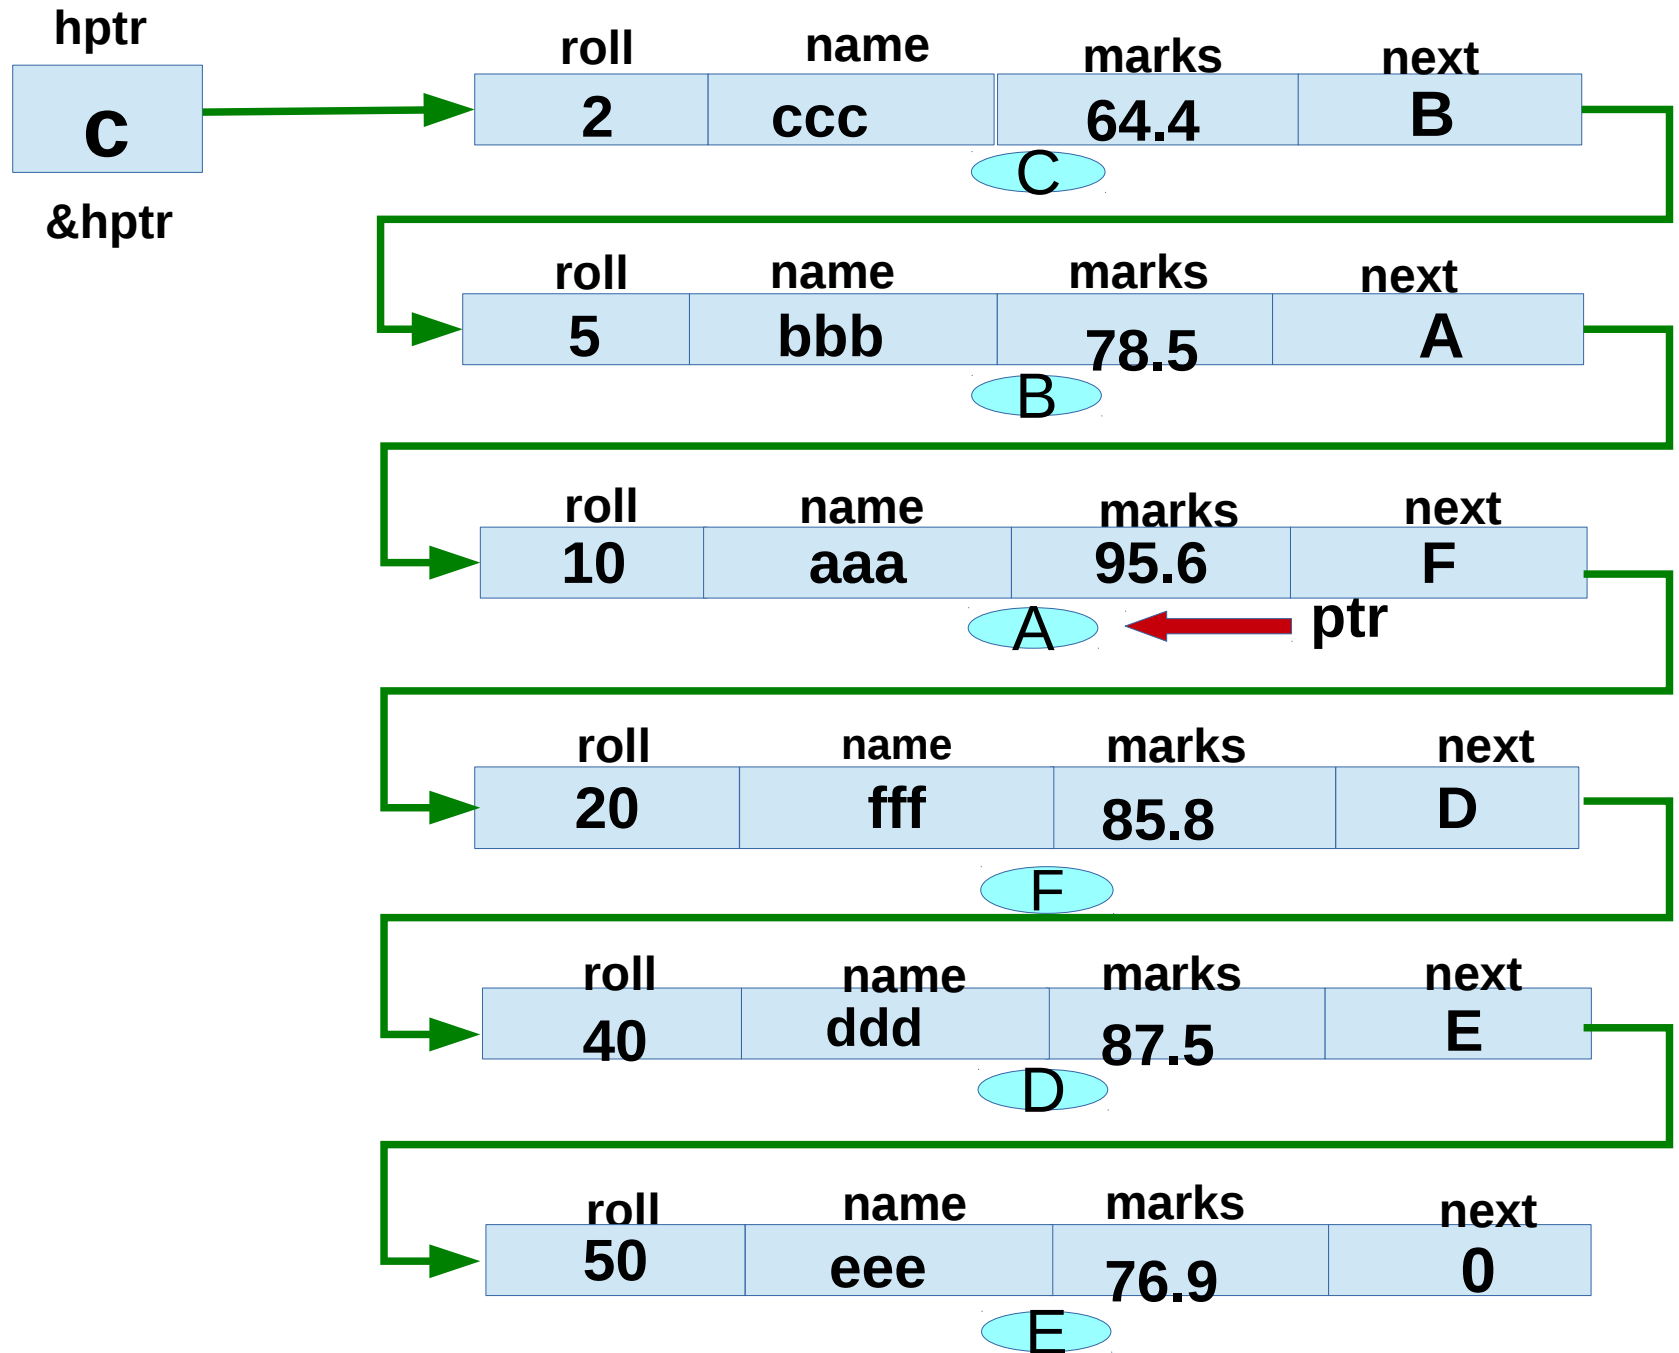 hptr
c
&hptr
roll name marks next
2 ccc 64.4 B
C
roll name marks next
5 bbb 78.5 A
B
roll name marks next
10 aaa 95.6 F
A ptr
roll name marks next
20 fff 85.8 D
F
roll name marks next
40 ddd 87.5 E
D
roll name marks next
50 eee 76.9 0
E